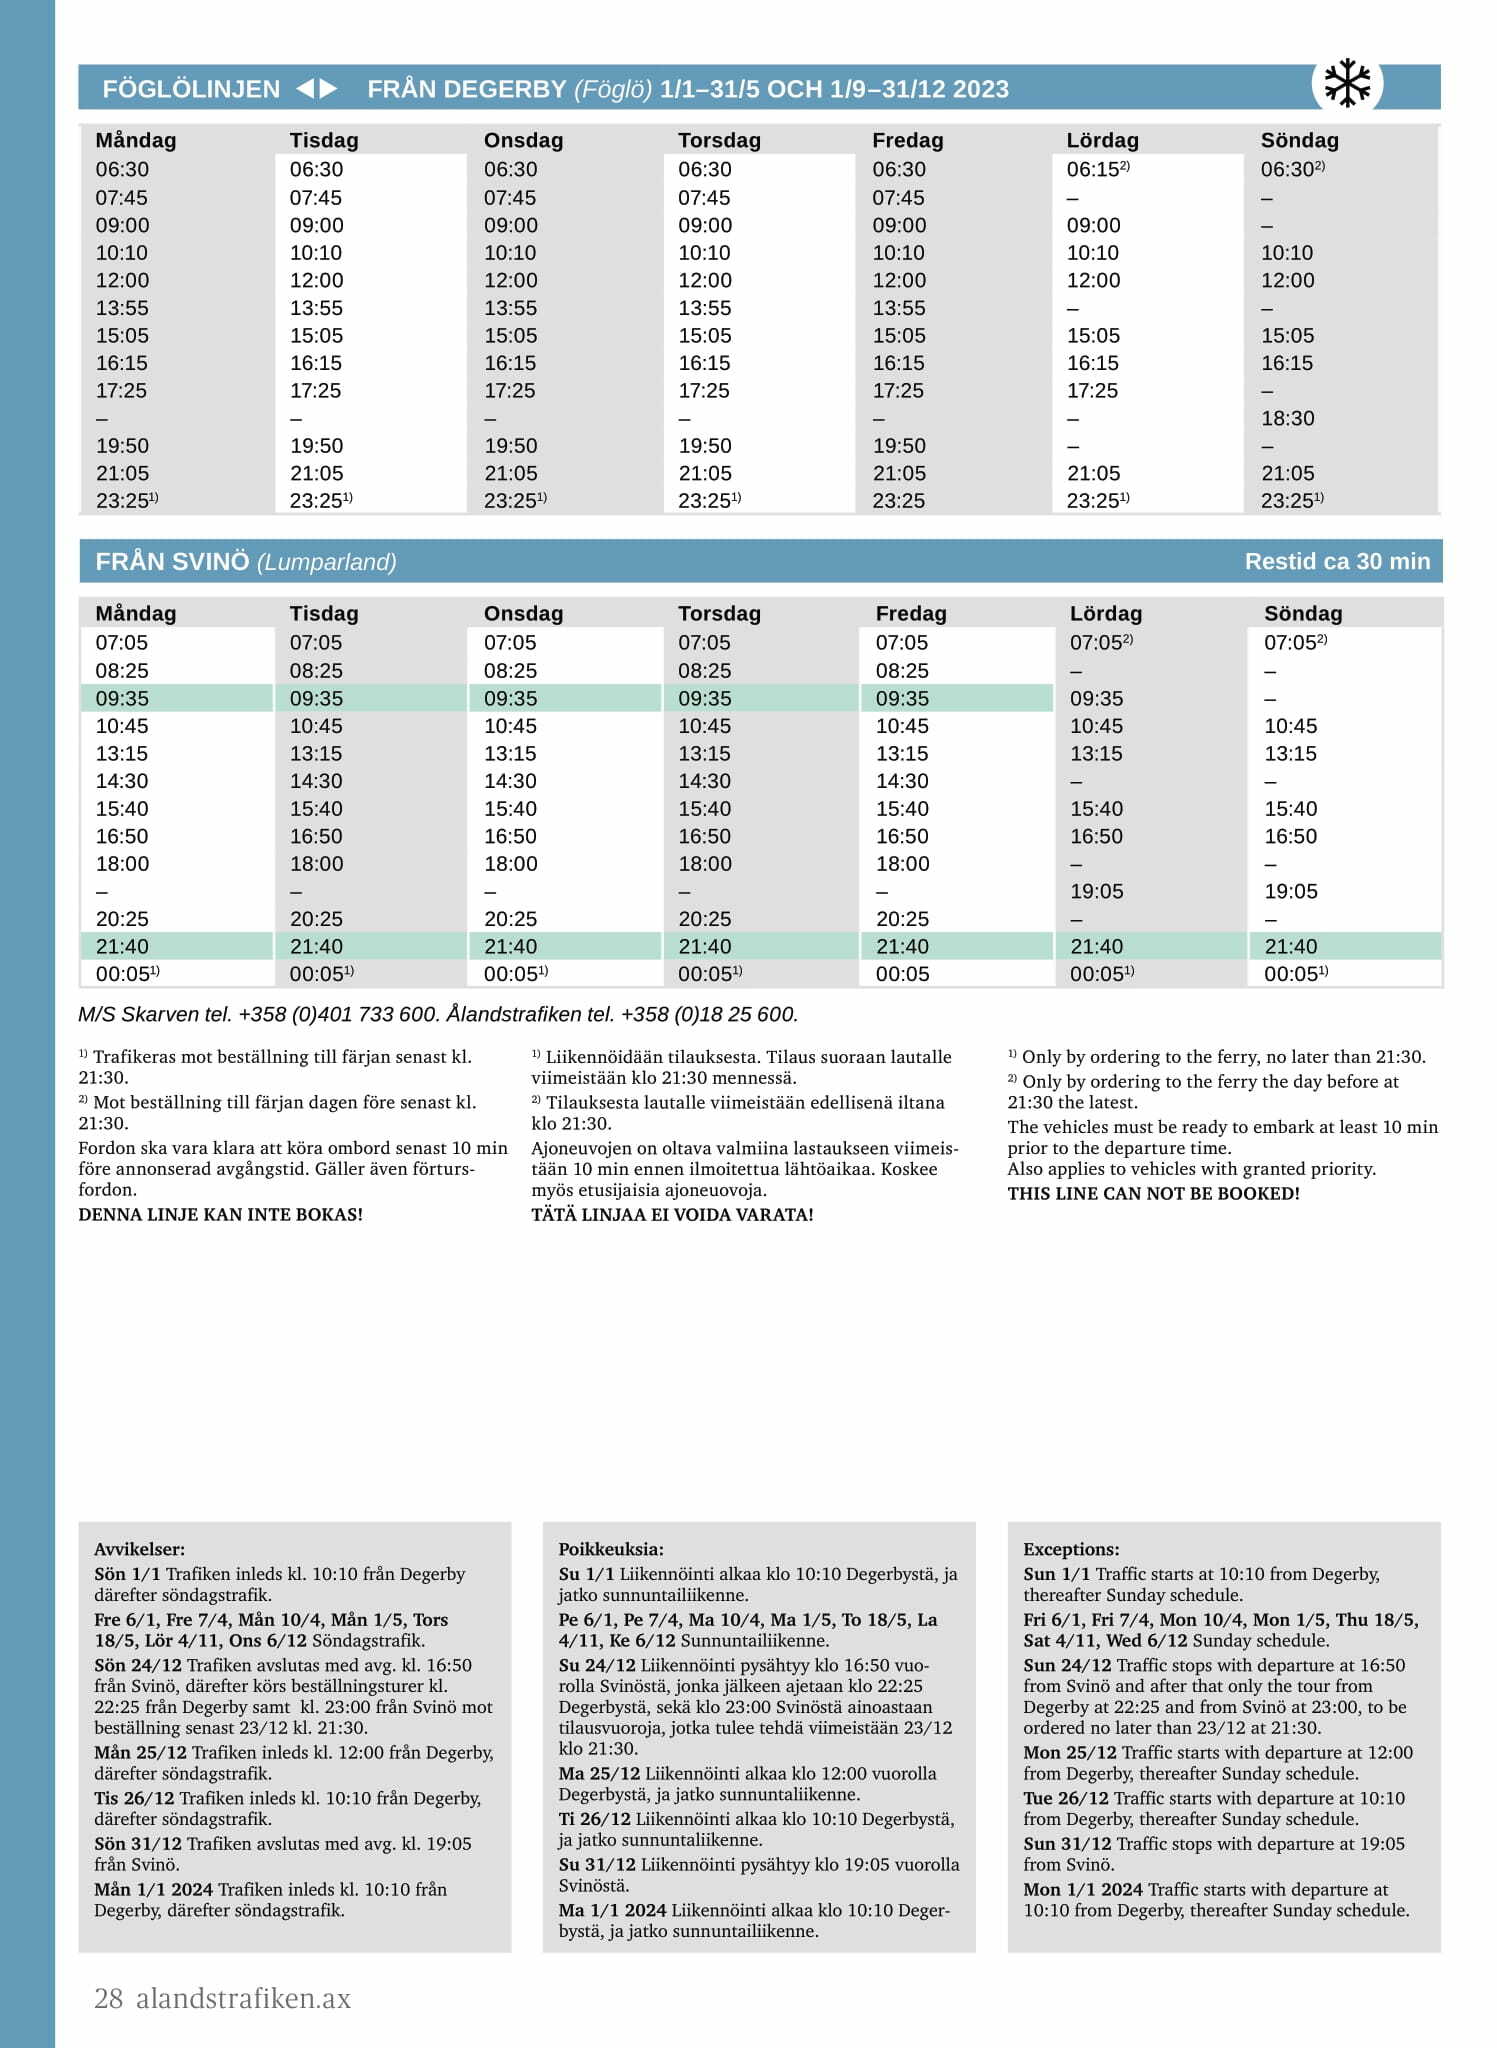 FÖGLÖLINJEN ◀▶ FRÅN DEGERBY (Föglö) 1/1–31/5 OCH 1/9–31/12 2023
Måndag Tisdag Onsdag Torsdag Fredag Lördag Söndag
06:30 06:30 06:30 06:30 06:30 06:15²⁾ 06:30²⁾
07:45 07:45 07:45 07:45 07:45 – –
09:00 09:00 09:00 09:00 09:00 09:00 –
10:10 10:10 10:10 10:10 10:10 10:10 10:10
12:00 12:00 12:00 12:00 12:00 12:00 12:00
13:55 13:55 13:55 13:55 13:55 – –
15:05 15:05 15:05 15:05 15:05 15:05 15:05
16:15 16:15 16:15 16:15 16:15 16:15 16:15
17:25 17:25 17:25 17:25 17:25 17:25 –
– – – – – – 18:30
19:50 19:50 19:50 19:50 19:50 – –
21:05 21:05 21:05 21:05 21:05 21:05 21:05
23:25¹⁾ 23:25¹⁾ 23:25¹⁾ 23:25¹⁾ 23:25 23:25¹⁾ 23:25¹⁾
FRÅN SVINÖ (Lumparland) Restid ca 30 min
Måndag Tisdag Onsdag Torsdag Fredag Lördag Söndag
07:05 07:05 07:05 07:05 07:05 07:05²⁾ 07:05²⁾
08:25 08:25 08:25 08:25 08:25 – –
09:35 09:35 09:35 09:35 09:35 09:35 –
10:45 10:45 10:45 10:45 10:45 10:45 10:45
13:15 13:15 13:15 13:15 13:15 13:15 13:15
14:30 14:30 14:30 14:30 14:30 – –
15:40 15:40 15:40 15:40 15:40 15:40 15:40
16:50 16:50 16:50 16:50 16:50 16:50 16:50
18:00 18:00 18:00 18:00 18:00 – –
– – – – – 19:05 19:05
20:25 20:25 20:25 20:25 20:25 – –
21:40 21:40 21:40 21:40 21:40 21:40 21:40
00:05¹⁾ 00:05¹⁾ 00:05¹⁾ 00:05¹⁾ 00:05 00:05¹⁾ 00:05¹⁾
M/S Skarven tel. +358 (0)401 733 600. Ålandstrafiken tel. +358 (0)18 25 600.
¹⁾ Trafikeras mot beställning till färjan senast kl.
21:30.
²⁾ Mot beställning till färjan dagen före senast kl.
21:30.
Fordon ska vara klara att köra ombord senast 10 min
före annonserad avgångstid. Gäller även förturs-
fordon.
DENNA LINJE KAN INTE BOKAS!
¹⁾ Liikennöidään tilauksesta. Tilaus suoraan lautalle
viimeistään klo 21:30 mennessä.
²⁾ Tilauksesta lautalle viimeistään edellisenä iltana
klo 21:30.
Ajoneuvojen on oltava valmiina lastaukseen viimeis-
tään 10 min ennen ilmoitettua lähtöaikaa. Koskee
myös etusijaisia ajoneuovoja.
TÄTÄ LINJAA EI VOIDA VARATA!
¹⁾ Only by ordering to the ferry, no later than 21:30.
²⁾ Only by ordering to the ferry the day before at
21:30 the latest.
The vehicles must be ready to embark at least 10 min
prior to the departure time.
Also applies to vehicles with granted priority.
THIS LINE CAN NOT BE BOOKED!
Avvikelser:
Sön 1/1 Trafiken inleds kl. 10:10 från Degerby
därefter söndagstrafik.
Fre 6/1, Fre 7/4, Mån 10/4, Mån 1/5, Tors
18/5, Lör 4/11, Ons 6/12 Söndagstrafik.
Sön 24/12 Trafiken avslutas med avg. kl. 16:50
från Svinö, därefter körs beställningsturer kl.
22:25 från Degerby samt kl. 23:00 från Svinö mot
beställning senast 23/12 kl. 21:30.
Mån 25/12 Trafiken inleds kl. 12:00 från Degerby,
därefter söndagstrafik.
Tis 26/12 Trafiken inleds kl. 10:10 från Degerby,
därefter söndagstrafik.
Sön 31/12 Trafiken avslutas med avg. kl. 19:05
från Svinö.
Mån 1/1 2024 Trafiken inleds kl. 10:10 från
Degerby, därefter söndagstrafik.
Poikkeuksia:
Su 1/1 Liikennöinti alkaa klo 10:10 Degerbystä, ja
jatko sunnuntailiikenne.
Pe 6/1, Pe 7/4, Ma 10/4, Ma 1/5, To 18/5, La
4/11, Ke 6/12 Sunnuntailiikenne.
Su 24/12 Liikennöinti pysähtyy klo 16:50 vuo-
rolla Svinöstä, jonka jälkeen ajetaan klo 22:25
Degerbystä, sekä klo 23:00 Svinöstä ainoastaan
tilausvuoroja, jotka tulee tehdä viimeistään 23/12
klo 21:30.
Ma 25/12 Liikennöinti alkaa klo 12:00 vuorolla
Degerbystä, ja jatko sunnuntailiikenne.
Ti 26/12 Liikennöinti alkaa klo 10:10 Degerbystä,
ja jatko sunnuntaliikenne.
Su 31/12 Liikennöinti pysähtyy klo 19:05 vuorolla
Svinöstä.
Ma 1/1 2024 Liikennöinti alkaa klo 10:10 Deger-
bystä, ja jatko sunnuntailiikenne.
Exceptions:
Sun 1/1 Traffic starts at 10:10 from Degerby,
thereafter Sunday schedule.
Fri 6/1, Fri 7/4, Mon 10/4, Mon 1/5, Thu 18/5,
Sat 4/11, Wed 6/12 Sunday schedule.
Sun 24/12 Traffic stops with departure at 16:50
from Svinö and after that only the tour from
Degerby at 22:25 and from Svinö at 23:00, to be
ordered no later than 23/12 at 21:30.
Mon 25/12 Traffic starts with departure at 12:00
from Degerby, thereafter Sunday schedule.
Tue 26/12 Traffic starts with departure at 10:10
from Degerby, thereafter Sunday schedule.
Sun 31/12 Traffic stops with departure at 19:05
from Svinö.
Mon 1/1 2024 Traffic starts with departure at
10:10 from Degerby, thereafter Sunday schedule.
28 alandstrafiken.ax